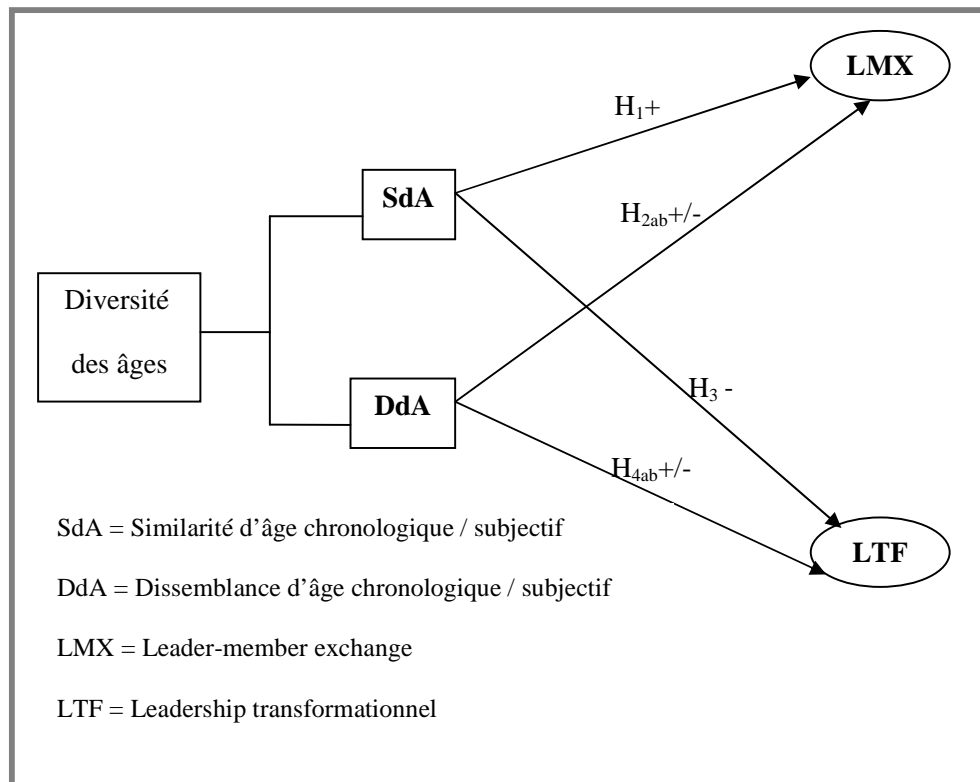 LMX
H₁+
SdA
H₂ab+/-
Diversité
des âges
DdA
H₃ -
H₄ab+/-
SdA = Similarité d’âge chronologique / subjectif
DdA = Dissemblance d’âge chronologique / subjectif
LTF
LMX = Leader-member exchange
LTF = Leadership transformationnel